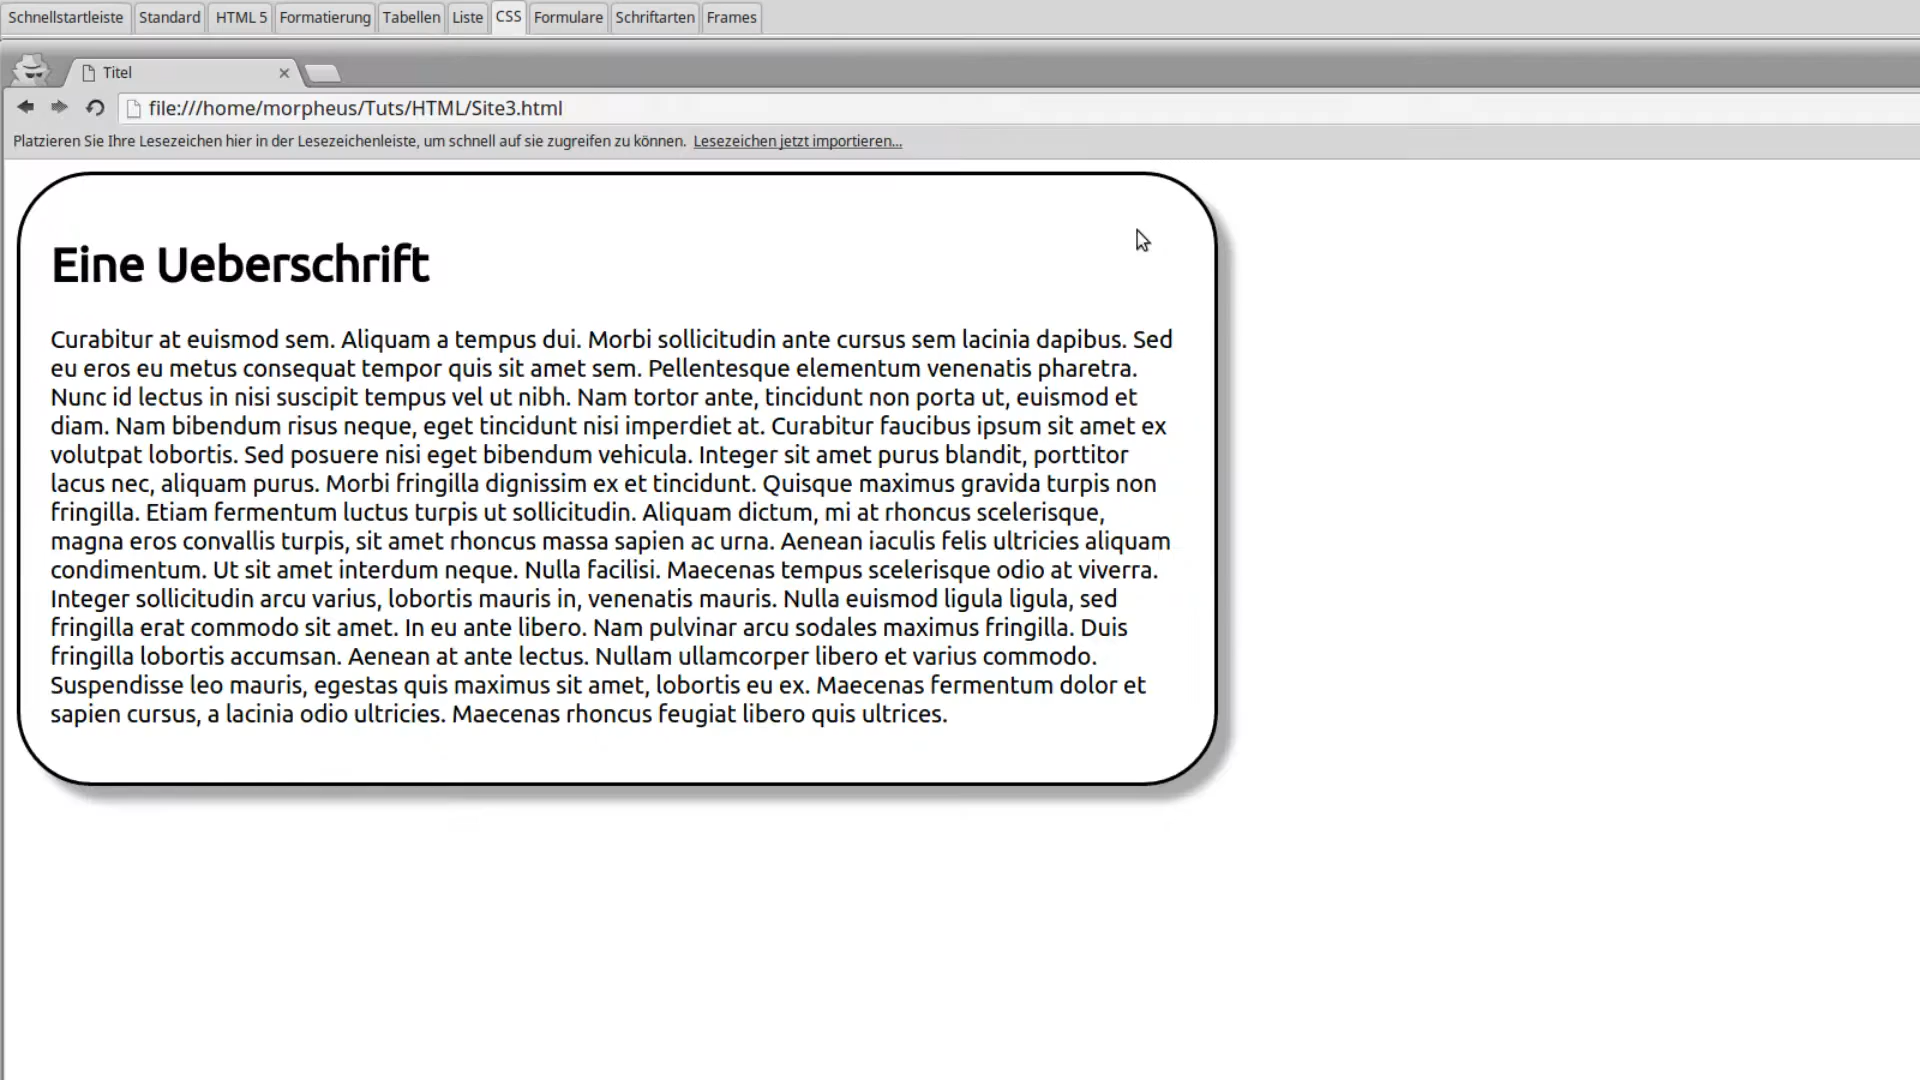 Schnellstartleiste Standard HTML 5 Formatierung Tabellen Liste CSS Formulare Schriftarten Frames
Titel
file:///home/morpheus/Tuts/HTML/Site3.html
Platzieren Sie Ihre Lesezeichen hier in der Lesezeichenleiste, um schnell auf sie zugreifen zu können. Lesezeichen jetzt importieren...
Eine Ueberschrift
Curabitur at euismod sem. Aliquam a tempus dui. Morbi sollicitudin ante cursus sem lacinia dapibus. Sed
eu eros eu metus consequat tempor quis sit amet sem. Pellentesque elementum venenatis pharetra.
Nunc id lectus in nisi suscipit tempus vel ut nibh. Nam tortor ante, tincidunt non porta ut, euismod et
diam. Nam bibendum risus neque, eget tincidunt nisi imperdiet at. Curabitur faucibus ipsum sit amet ex
volutpat lobortis. Sed posuere nisi eget bibendum vehicula. Integer sit amet purus blandit, porttitor
lacus nec, aliquam purus. Morbi fringilla dignissim ex et tincidunt. Quisque maximus gravida turpis non
fringilla. Etiam fermentum luctus turpis ut sollicitudin. Aliquam dictum, mi at rhoncus scelerisque,
magna eros convallis turpis, sit amet rhoncus massa sapien ac urna. Aenean iaculis felis ultricies aliquam
condimentum. Ut sit amet interdum neque. Nulla facilisi. Maecenas tempus scelerisque odio at viverra.
Integer sollicitudin arcu varius, lobortis mauris in, venenatis mauris. Nulla euismod ligula ligula, sed
fringilla erat commodo sit amet. In eu ante libero. Nam pulvinar arcu sodales maximus fringilla. Duis
fringilla lobortis accumsan. Aenean at ante lectus. Nullam ullamcorper libero et varius commodo.
Suspendisse leo mauris, egestas quis maximus sit amet, lobortis eu ex. Maecenas fermentum dolor et
sapien cursus, a lacinia odio ultricies. Maecenas rhoncus feugiat libero quis ultrices.